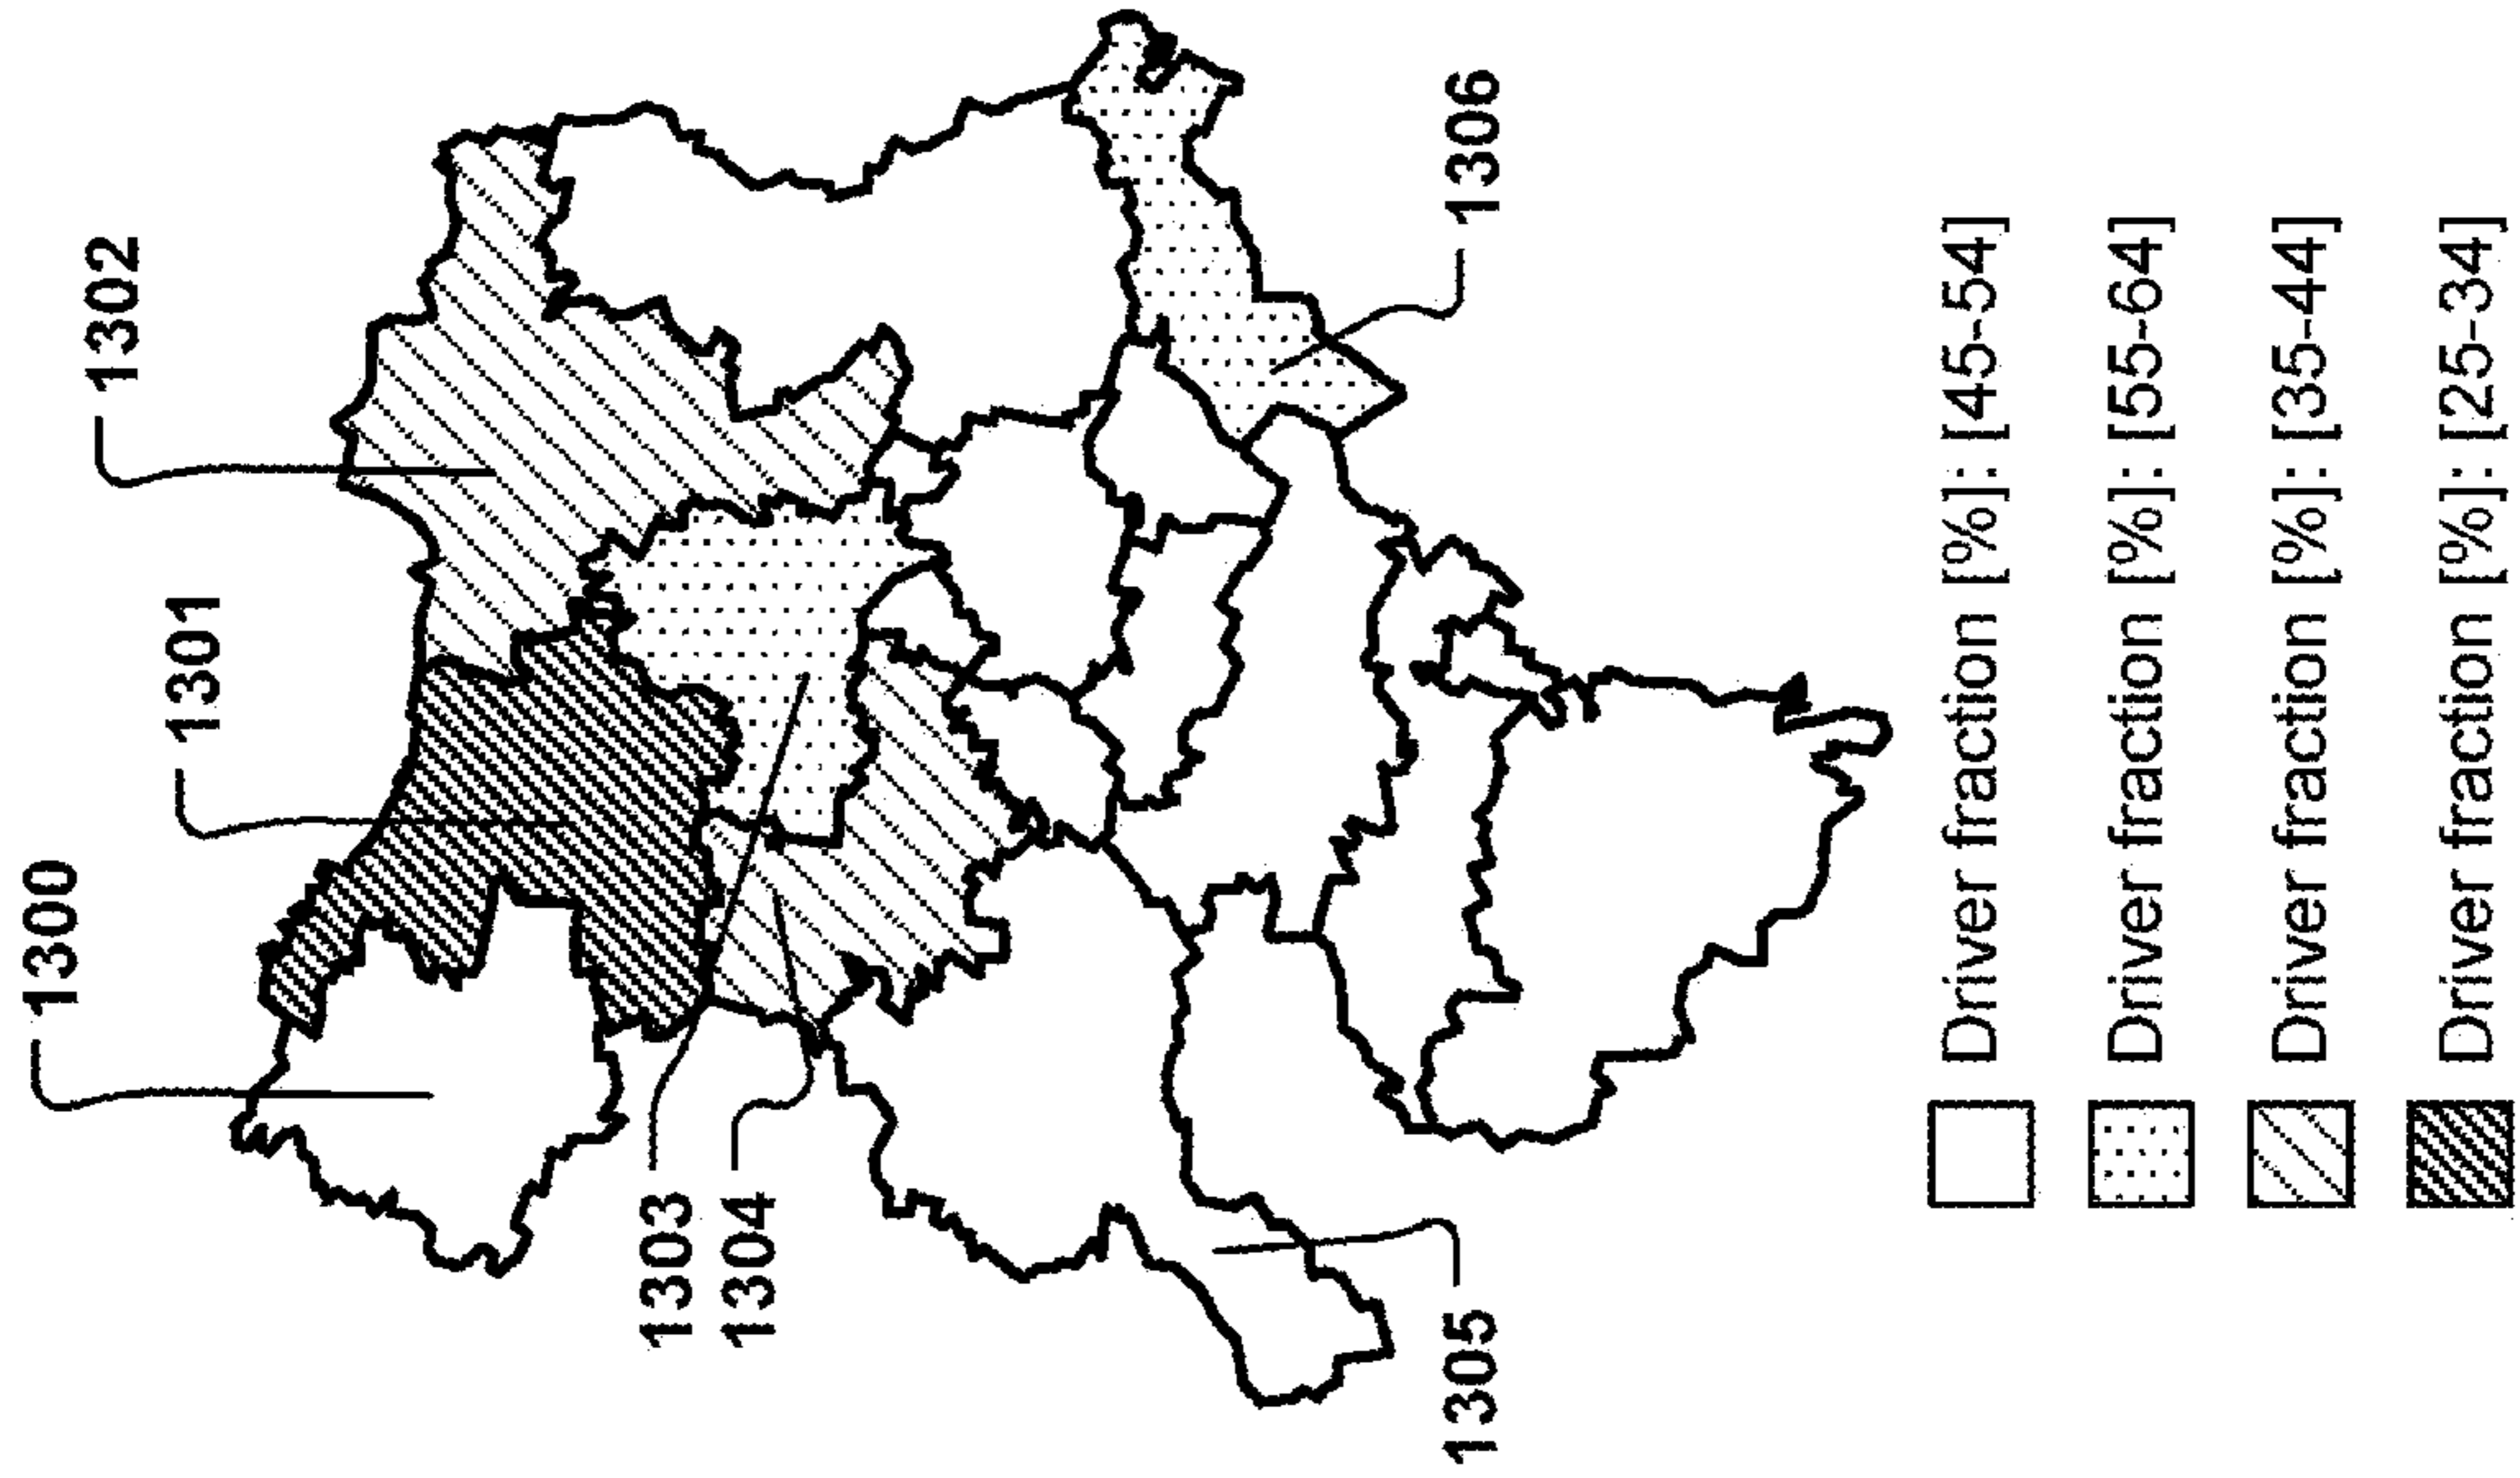 1300
1301
1302
1303
1304
1305
1306
Driver fraction [%]: [45-54]
Driver fraction [%]: [55-64]
Driver fraction [%]: [35-44]
Driver fraction [%]: [25-34]